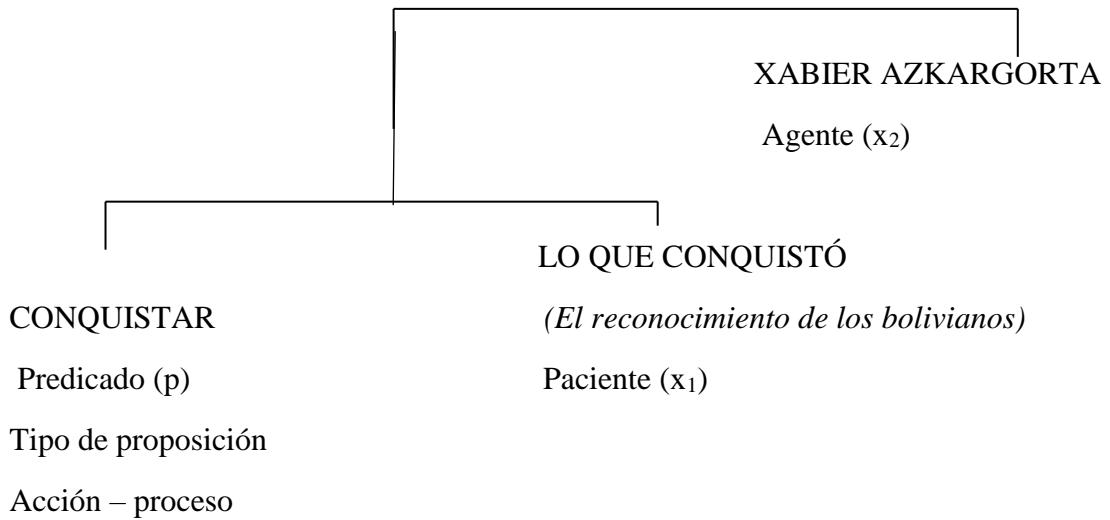 XABIER AZKARGORTA
Agente (x₂)
LO QUE CONQUISTÓ
CONQUISTAR
(El reconocimiento de los bolivianos)
Predicado (p)
Paciente (x₁)
Tipo de proposición
Acción – proceso